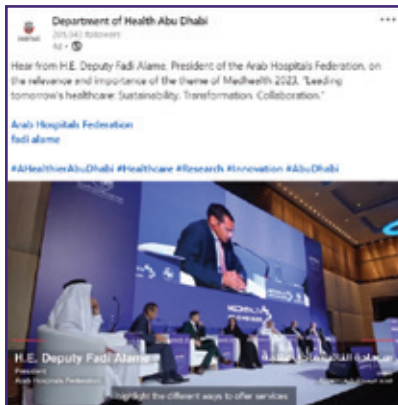 Department of Health Abu Dhabi
followers
4d •
Hear from H.E. Deputy Fadi Alame, President of the Arab Hospitals Federation, on
the relevance and importance of the theme of Medhealth 2023, "Leading
tomorrow's healthcare: Sustainability. Transformation. Collaboration."
Arab Hospitals Federation
fadi alame
#AHealthierAbuDhabi #Healthcare #Research #Innovation #AbuDhabi
H.E. Deputy Fadi Alame
President
Arab Hospitals Federation
highlight the different ways to offer services